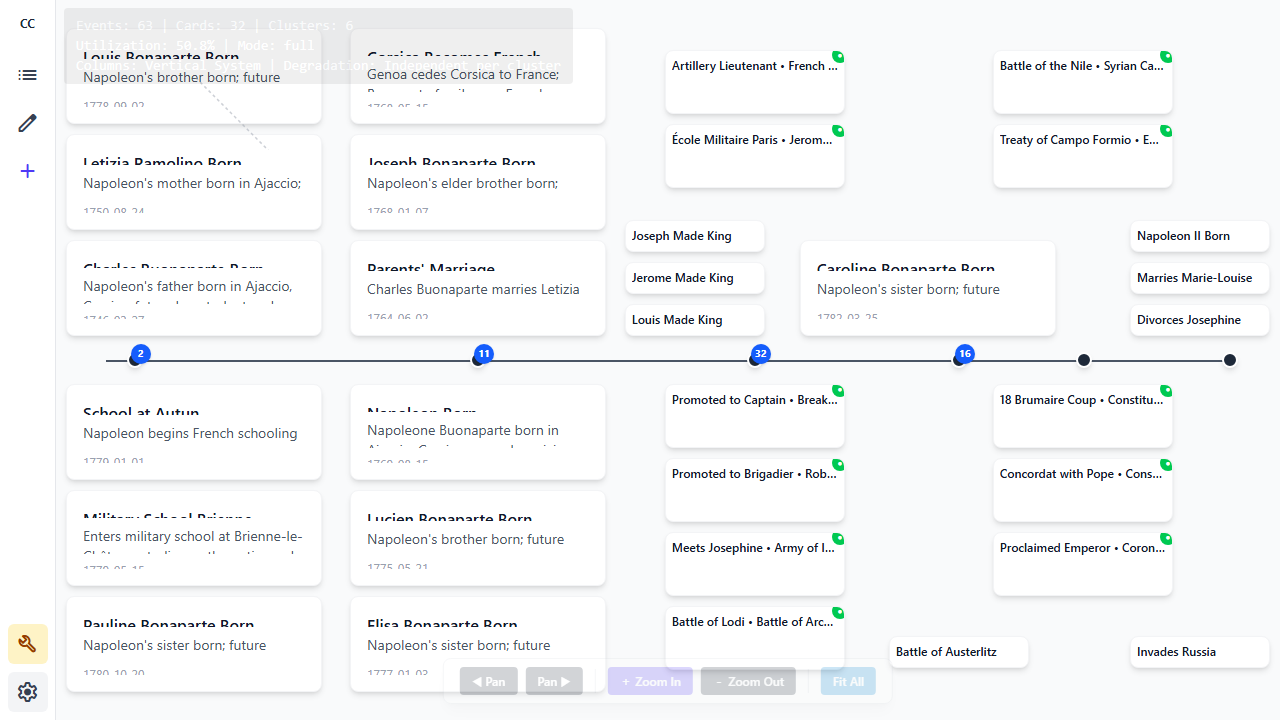 CC
Events: 63 | Cards: 32 | Clusters: 6
Utilization: 50.8% | Mode: full
Columns: Vertical System | Degradation: Independent per cluster
Louis Bonaparte Born
Napoleon's brother born; future
1778-09-02
Letizia Ramolino Born
Napoleon's mother born in Ajaccio;
1750-08-24
Charles Buonaparte Born
Napoleon's father born in Ajaccio,
1746-03-27
Corsica Becomes French
Genoa cedes Corsica to France;
1768-05-15
Joseph Bonaparte Born
Napoleon's elder brother born;
1768-01-07
Parents' Marriage
Charles Buonaparte marries Letizia
1764-06-02
Artillery Lieutenant • French ...
École Militaire Paris • Jerom...
Joseph Made King
Jerome Made King
Louis Made King
Caroline Bonaparte Born
Napoleon's sister born; future
1782-03-25
Battle of the Nile • Syrian Ca...
Treaty of Campo Formio • E...
Napoleon II Born
Marries Marie-Louise
Divorces Josephine
2
11
32
16
School at Autun
Napoleon begins French schooling
1779-01-01
Military School Brienne
Enters military school at Brienne-le-
1779-05-15
Pauline Bonaparte Born
Napoleon's sister born; future
1780-10-20
Napoleon Born
Napoleone Buonaparte born in
1769-08-15
Lucien Bonaparte Born
Napoleon's brother born; future
1775-05-21
Elisa Bonaparte Born
Napoleon's sister born; future
1777-01-03
Promoted to Captain • Break...
Promoted to Brigadier • Rob...
Meets Josephine • Army of I...
Battle of Lodi • Battle of Arc...
18 Brumaire Coup • Constitu...
Concordat with Pope • Cons...
Proclaimed Emperor • Coron...
Battle of Austerlitz
Invades Russia
◀ Pan
Pan ▶
+ Zoom In
- Zoom Out
Fit All